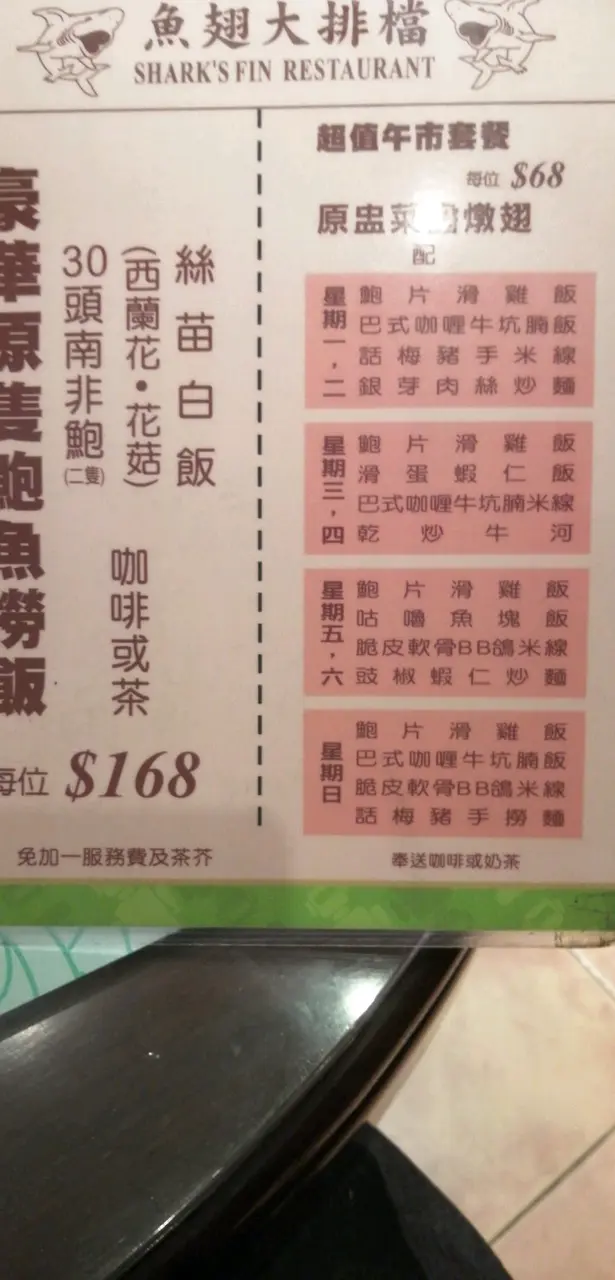 魚翅大排檔
SHARK'S FIN RESTAURANT
豪華原隻鮑魚撈飯
30頭南非鮑(二隻)
(西蘭花•花菇)
絲苗白飯
咖啡或茶
每位 $168
免加一服務費及茶芥
超值午市套餐
每位 $68
原盅菜膽燉翅
配
星期一,二
鮑片滑雞飯
巴式咖喱牛坑腩飯
話梅豬手米線
銀芽肉絲炒麵
星期三,四
鮑片滑雞飯
滑蛋蝦仁飯
巴式咖喱牛坑腩米線
乾炒牛河
星期五,六
鮑片滑雞飯
咕嚕魚塊飯
脆皮軟骨BB鴿米線
豉椒蝦仁炒麵
星期日
鮑片滑雞飯
巴式咖喱牛坑腩飯
脆皮軟骨BB鴿米線
話梅豬手撈麵
奉送咖啡或奶茶